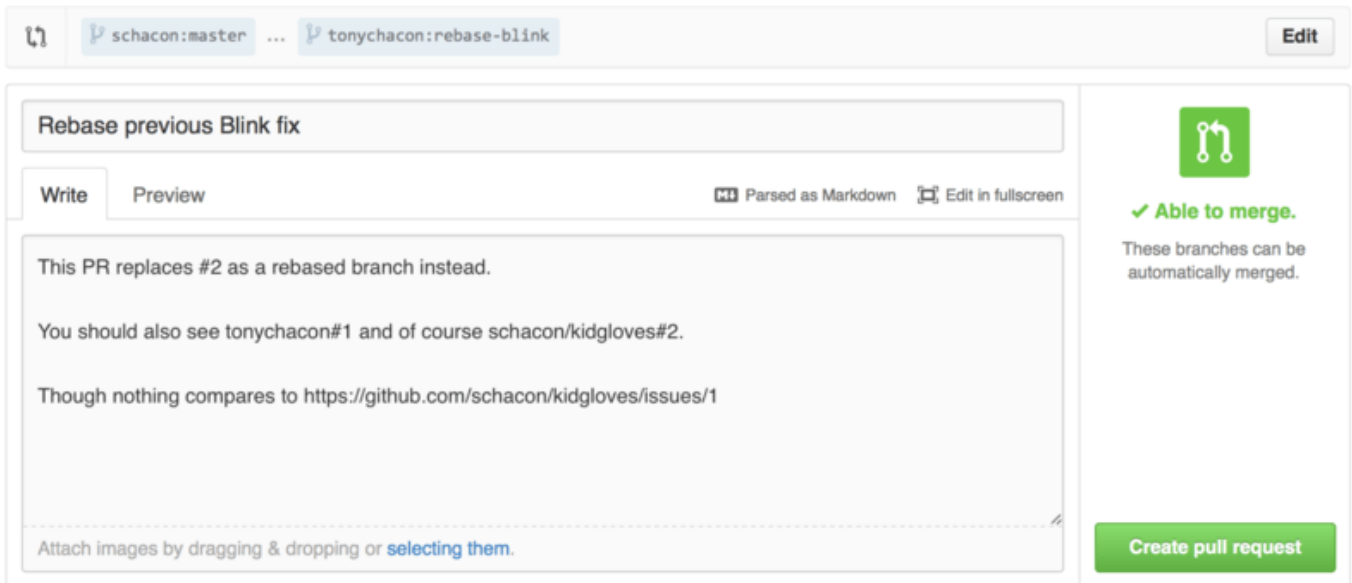 schacon:master ... tonychacon:rebase-blink Edit
Rebase previous Blink fix
Write Preview Parsed as Markdown Edit in fullscreen
This PR replaces #2 as a rebased branch instead.
You should also see tonychacon#1 and of course schacon/kidgloves#2.
Though nothing compares to https://github.com/schacon/kidgloves/issues/1
Attach images by dragging & dropping or selecting them.
✓ Able to merge.
These branches can be
automatically merged.
Create pull request